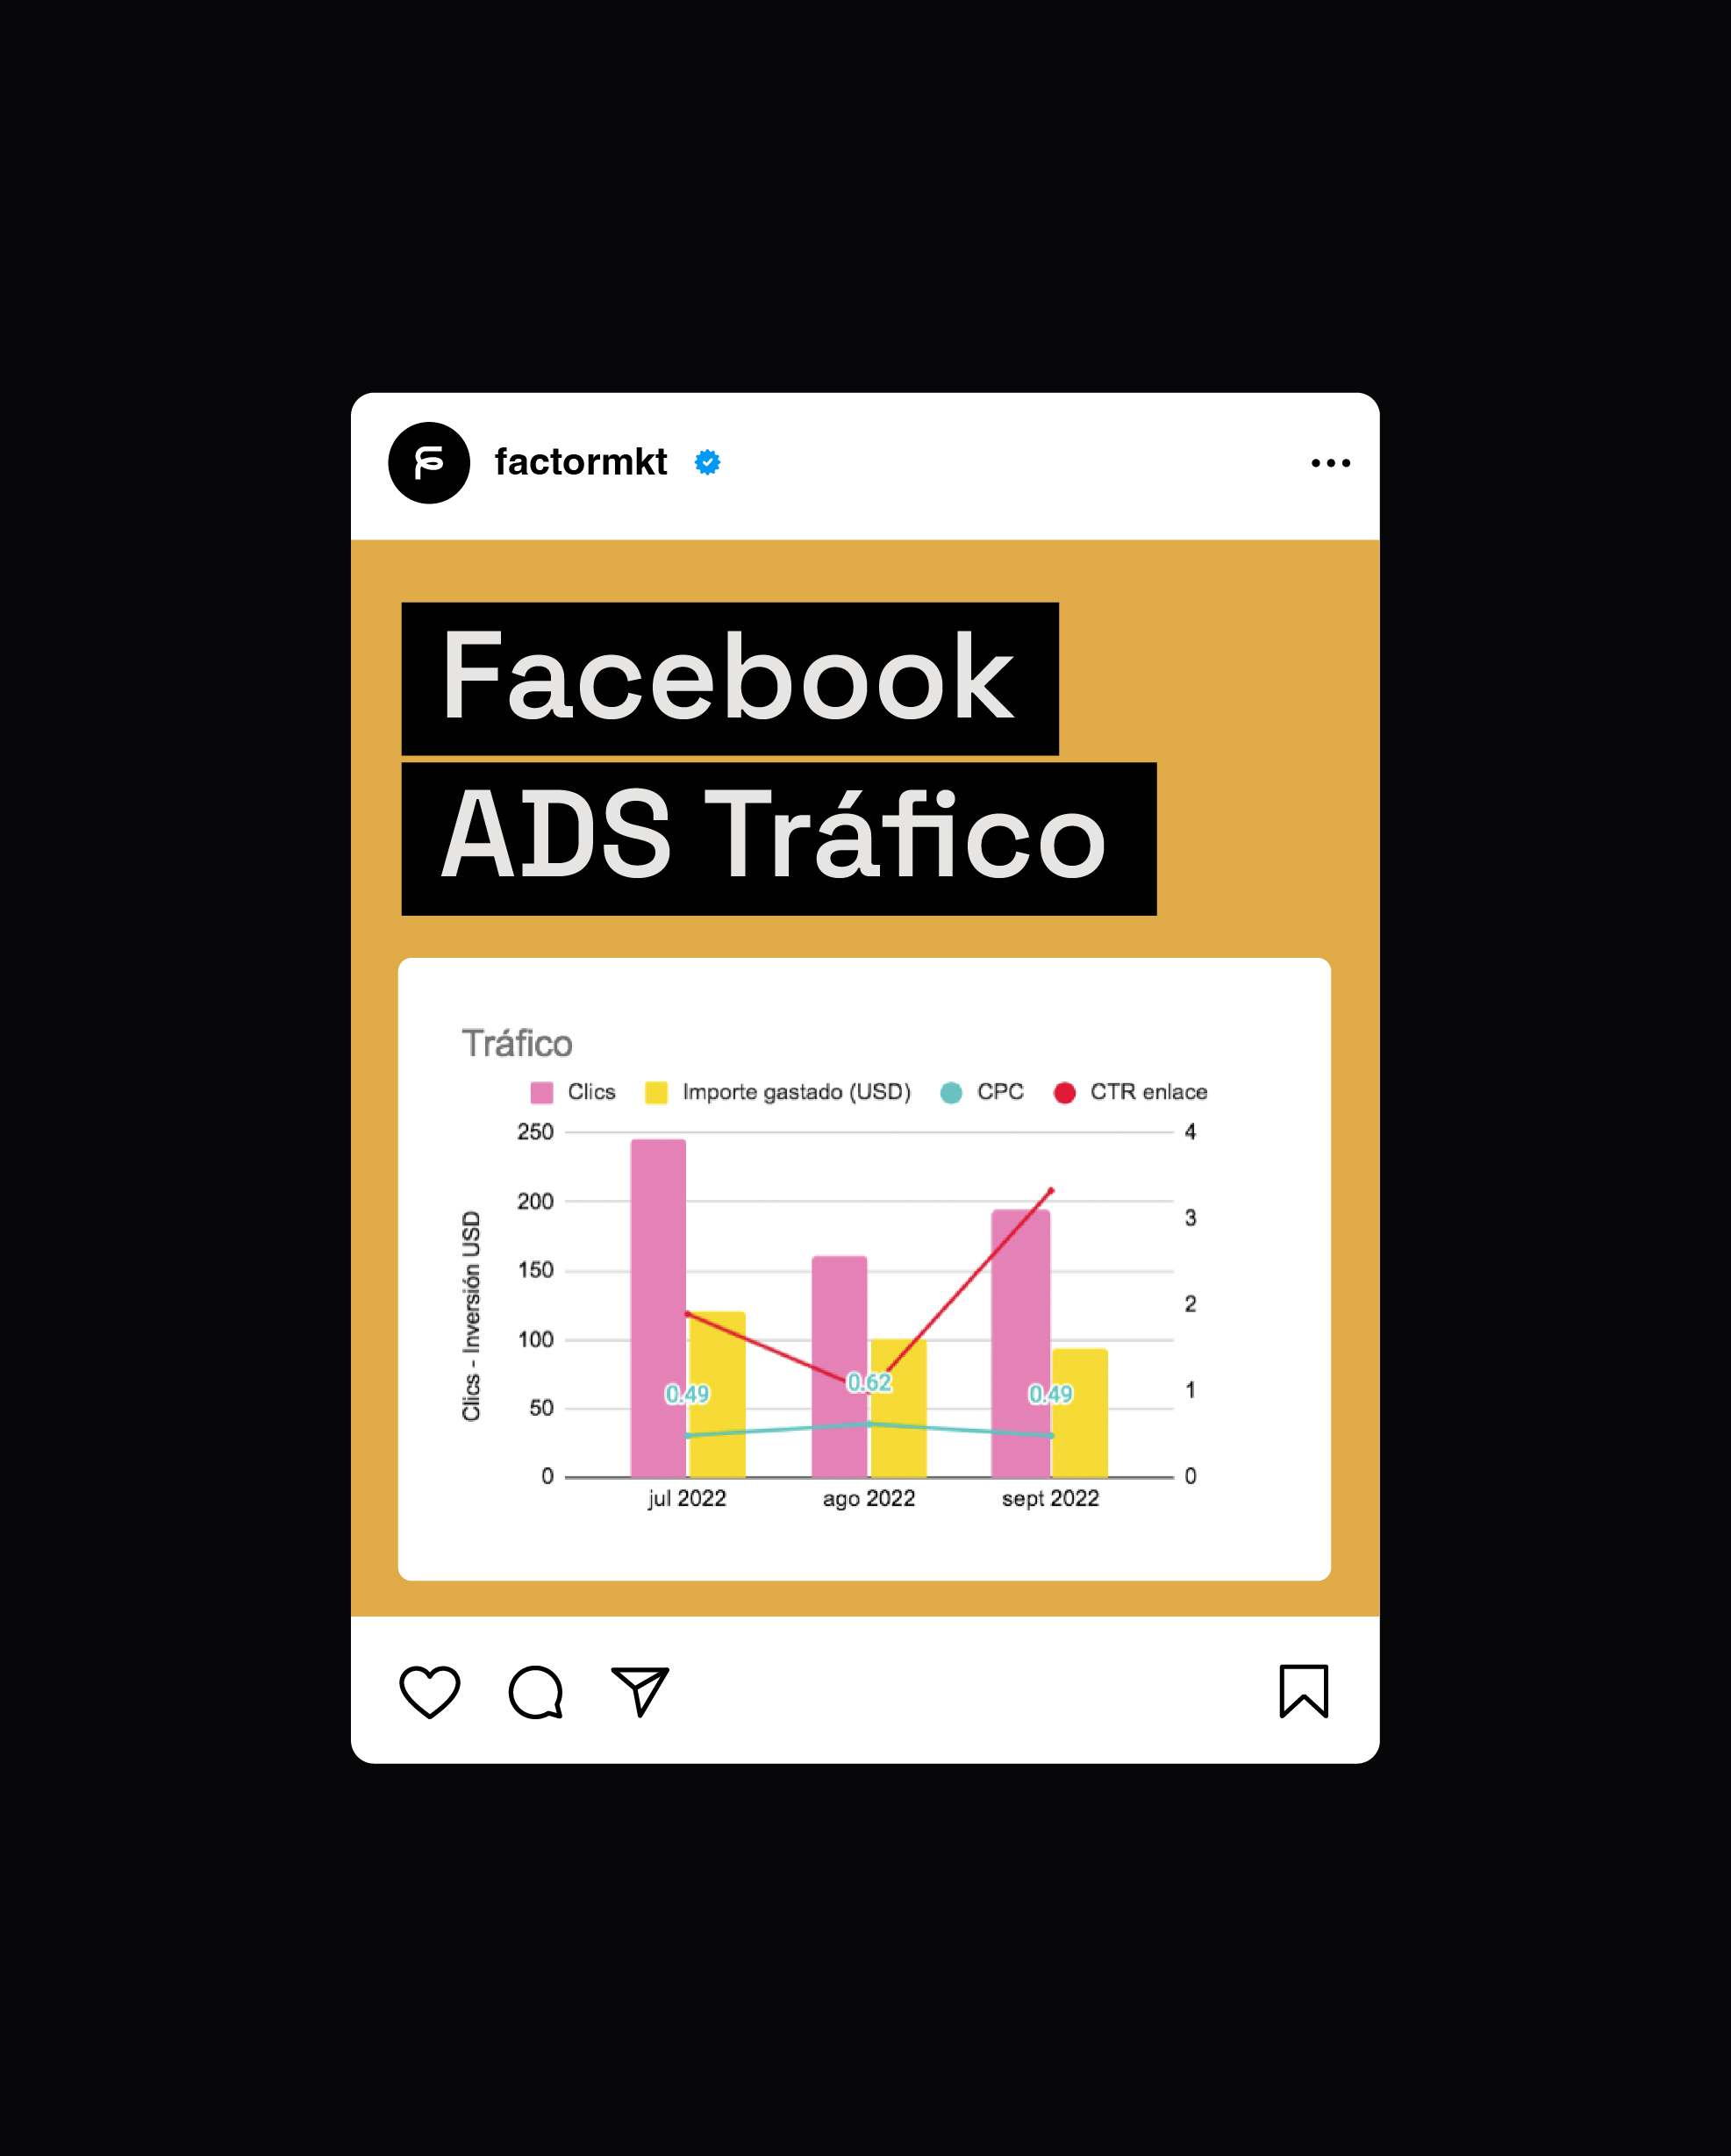 factormkt
Facebook
ADS Tráfico
Tráfico
Clics Importe gastado (USD) CPC CTR enlace
250 4
200 3
150 2
100 1
50
0 0
Clics - Inversión USD
0.49 0.62 0.49
jul 2022 ago 2022 sept 2022